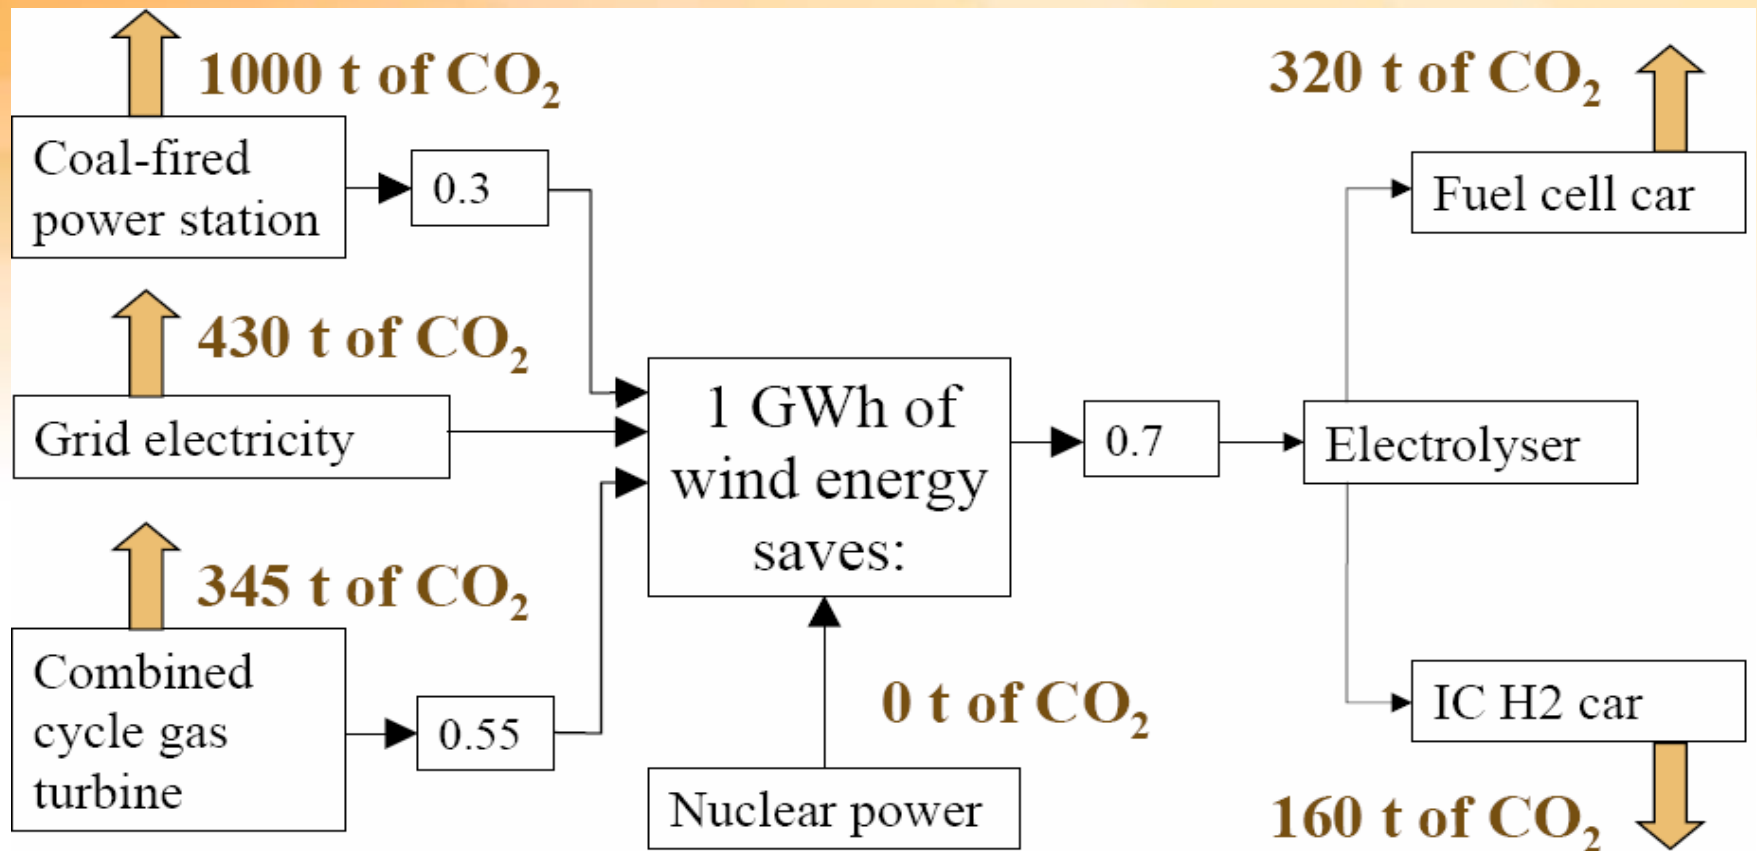 1000 t of CO₂
320 t of CO₂
Coal-fired
power station
0.3
Fuel cell car
430 t of CO₂
Grid electricity
1 GWh of
wind energy
saves:
0.7
Electrolyser
345 t of CO₂
Combined
cycle gas
turbine
0.55
0 t of CO₂
Nuclear power
IC H2 car
160 t of CO₂